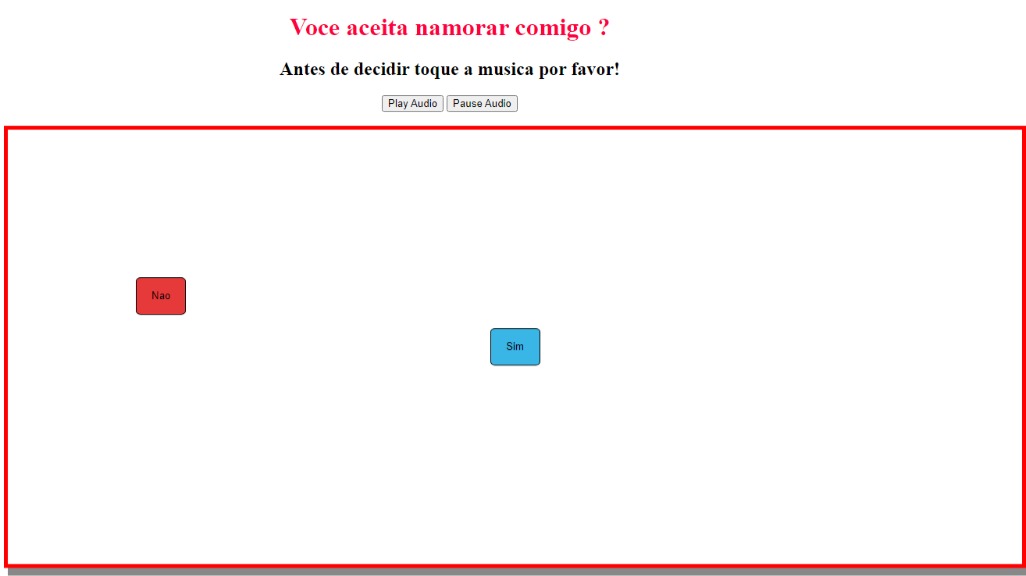 Voce aceita namorar comigo ?
Antes de decidir toque a musica por favor!
Play Audio Pause Audio
Nao
Sim